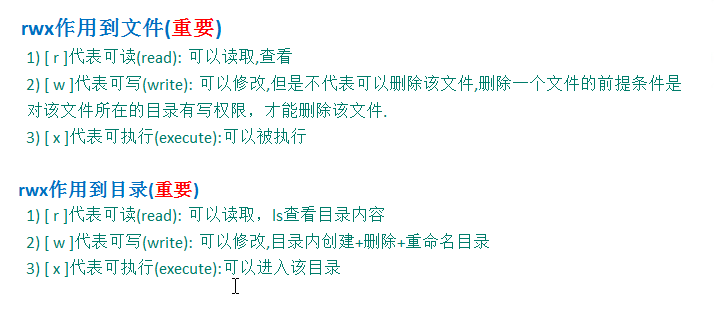 rwx作用到文件(重要)
1) [ r ]代表可读(read): 可以读取,查看
2) [ w ]代表可写(write): 可以修改,但是不代表可以删除该文件,删除一个文件的前提条件是
对该文件所在的目录有写权限，才能删除该文件.
3) [ x ]代表可执行(execute):可以被执行
rwx作用到目录(重要)
1) [ r ]代表可读(read): 可以读取，ls查看目录内容
2) [ w ]代表可写(write): 可以修改,目录内创建+删除+重命名目录
3) [ x ]代表可执行(execute):可以进入该目录